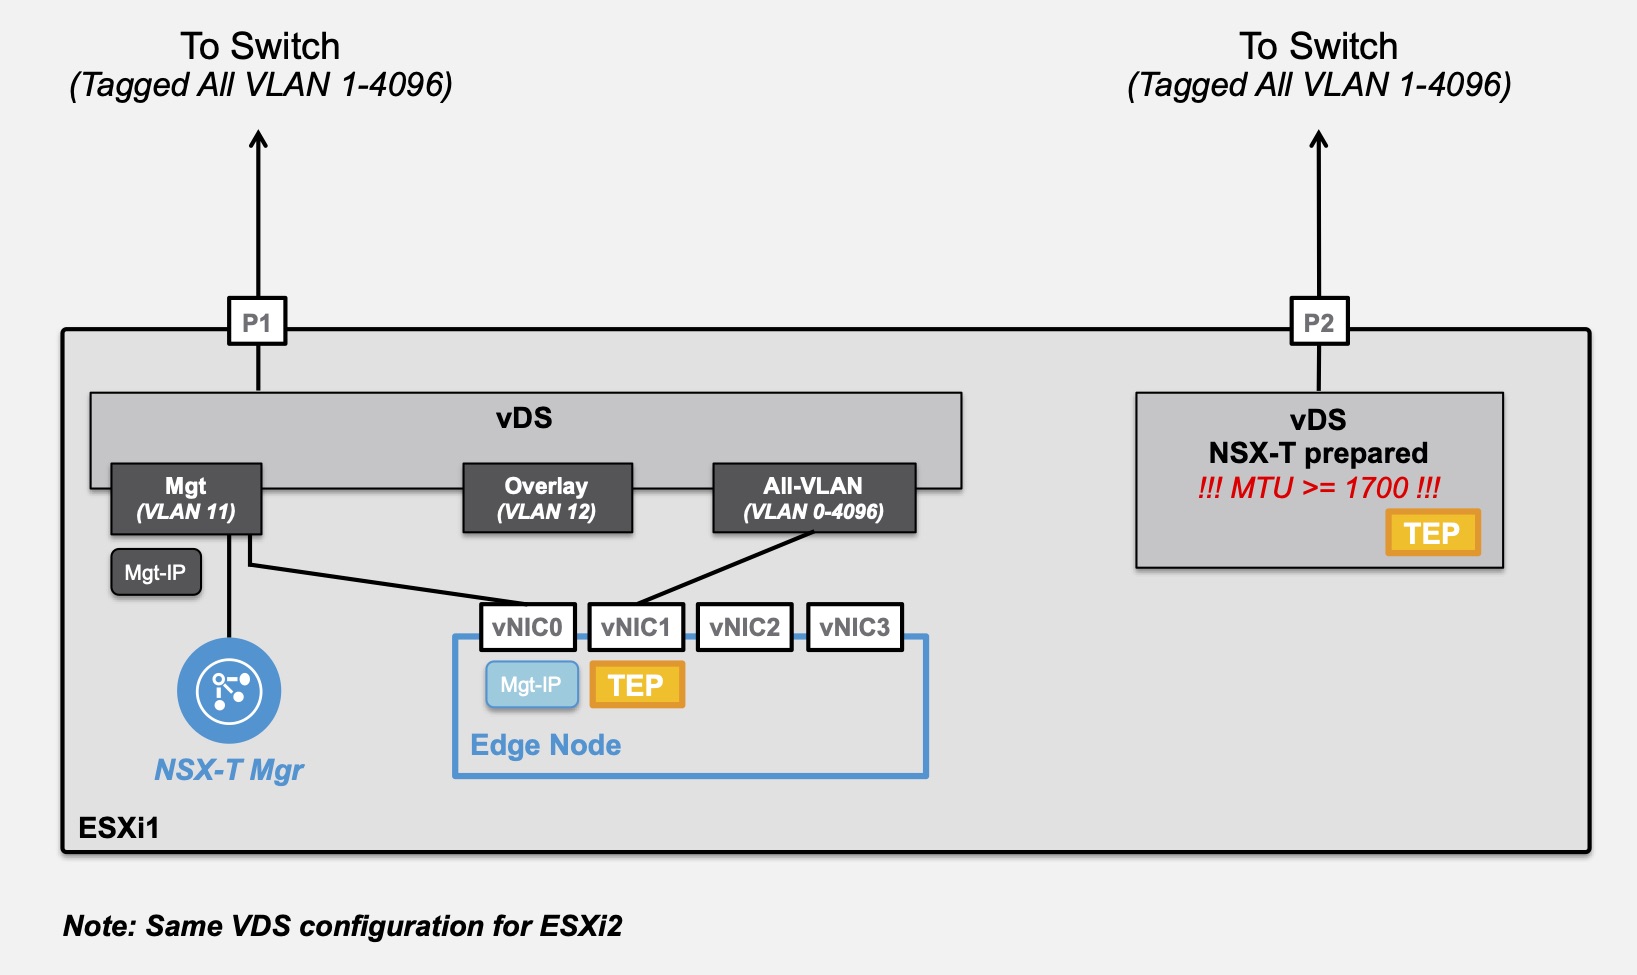 To Switch
(Tagged All VLAN 1-4096)
To Switch
(Tagged All VLAN 1-4096)
P1
P2
vDS
Mgt
(VLAN 11)
Overlay
(VLAN 12)
All-VLAN
(VLAN 0-4096)
vDS
NSX-T prepared
!!! MTU >= 1700 !!!
TEP
Mgt-IP
vNIC0
vNIC1
vNIC2
vNIC3
Mgt-IP
TEP
Edge Node
NSX-T Mgr
ESXi1
Note: Same VDS configuration for ESXi2